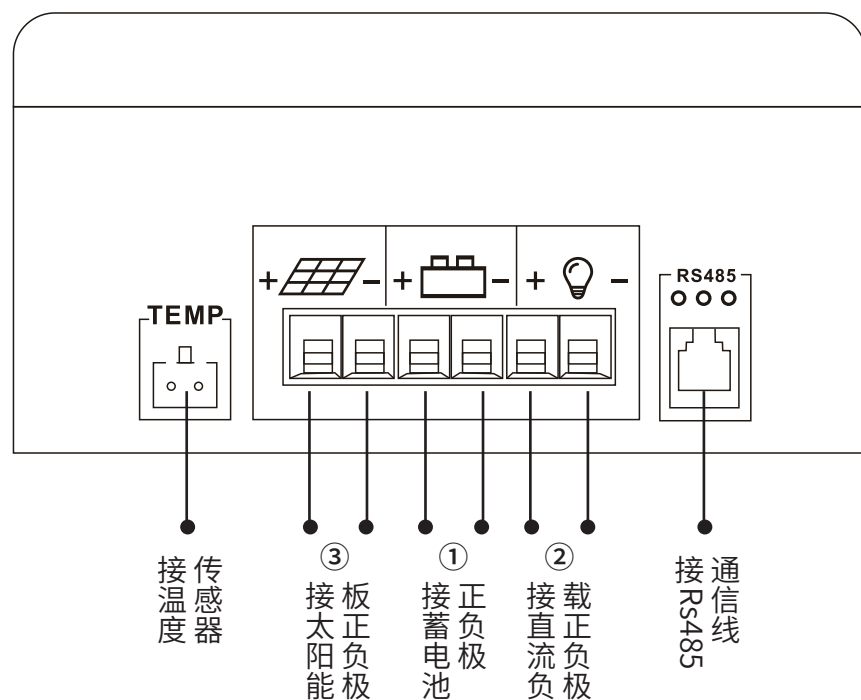 + - + - + -
RS485
TEMP
③
①
②
接温度
传感器
接太阳能
板正负极
接蓄电池
正负极
接直流负
载正负极
接Rs485
通信线